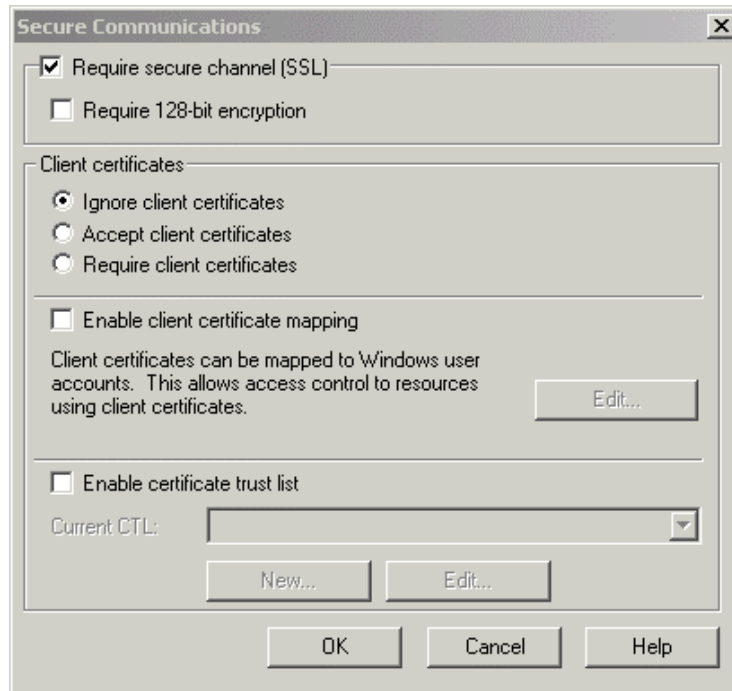 Secure Communications
Require secure channel (SSL)
Require 128-bit encryption
Client certificates
Ignore client certificates
Accept client certificates
Require client certificates
Enable client certificate mapping
Client certificates can be mapped to Windows user
accounts. This allows access control to resources
using client certificates.
Edit...
Enable certificate trust list
Current CTL:
New...
Edit...
OK
Cancel
Help